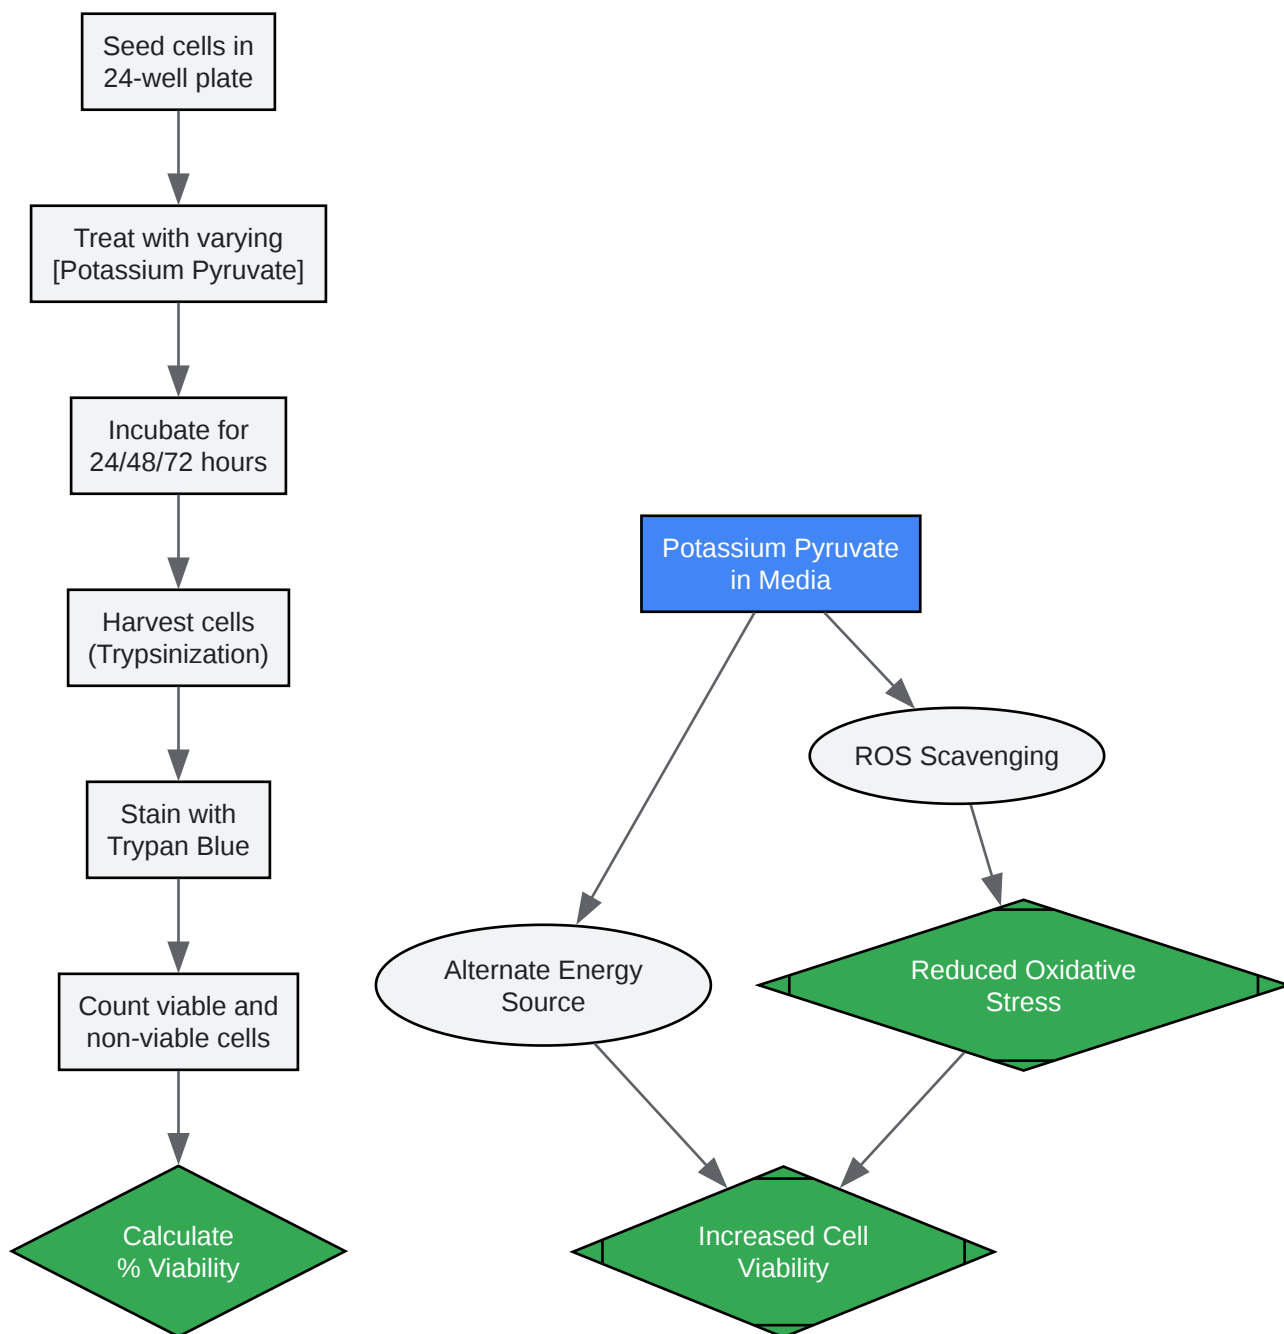 Seed cells in
24-well plate
Treat with varying
[Potassium Pyruvate]
Incubate for
24/48/72 hours
Harvest cells
(Trypsinization)
Stain with
Trypan Blue
Count viable and
non-viable cells
Calculate
% Viability
Potassium Pyruvate
in Media
ROS Scavenging
Alternate Energy
Source
Reduced Oxidative
Stress
Increased Cell
Viability